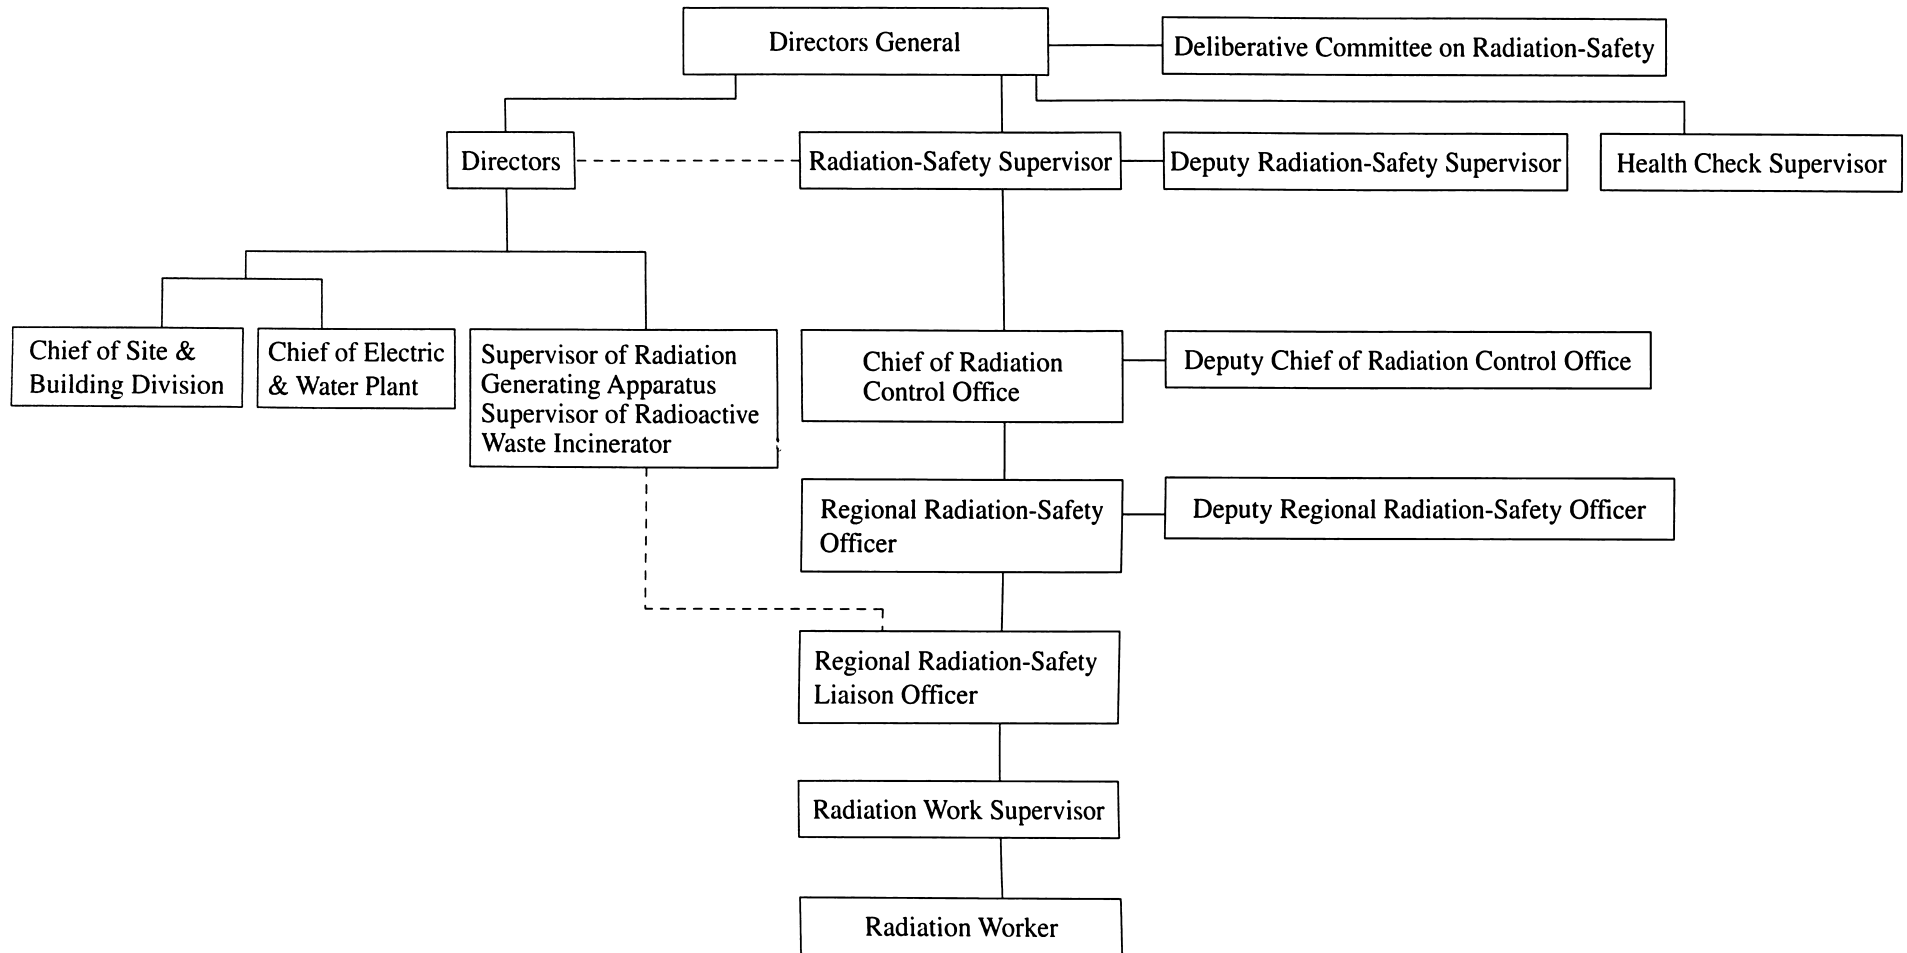 Directors General
Deliberative Committee on Radiation-Safety
Directors
Radiation-Safety Supervisor
Deputy Radiation-Safety Supervisor
Health Check Supervisor
Chief of Site &
Building Division
Chief of Electric
& Water Plant
Supervisor of Radiation
Generating Apparatus
Supervisor of Radioactive
Waste Incinerator
Chief of Radiation
Control Office
Deputy Chief of Radiation Control Office
Regional Radiation-Safety
Officer
Deputy Regional Radiation-Safety Officer
Regional Radiation-Safety
Liaison Officer
Radiation Work Supervisor
Radiation Worker